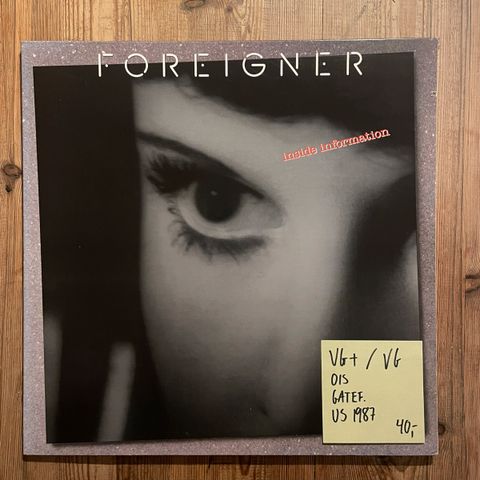 FOREIGNER
inside information
VG+ / VG
OIS
GATEF.
US 1987
40,-